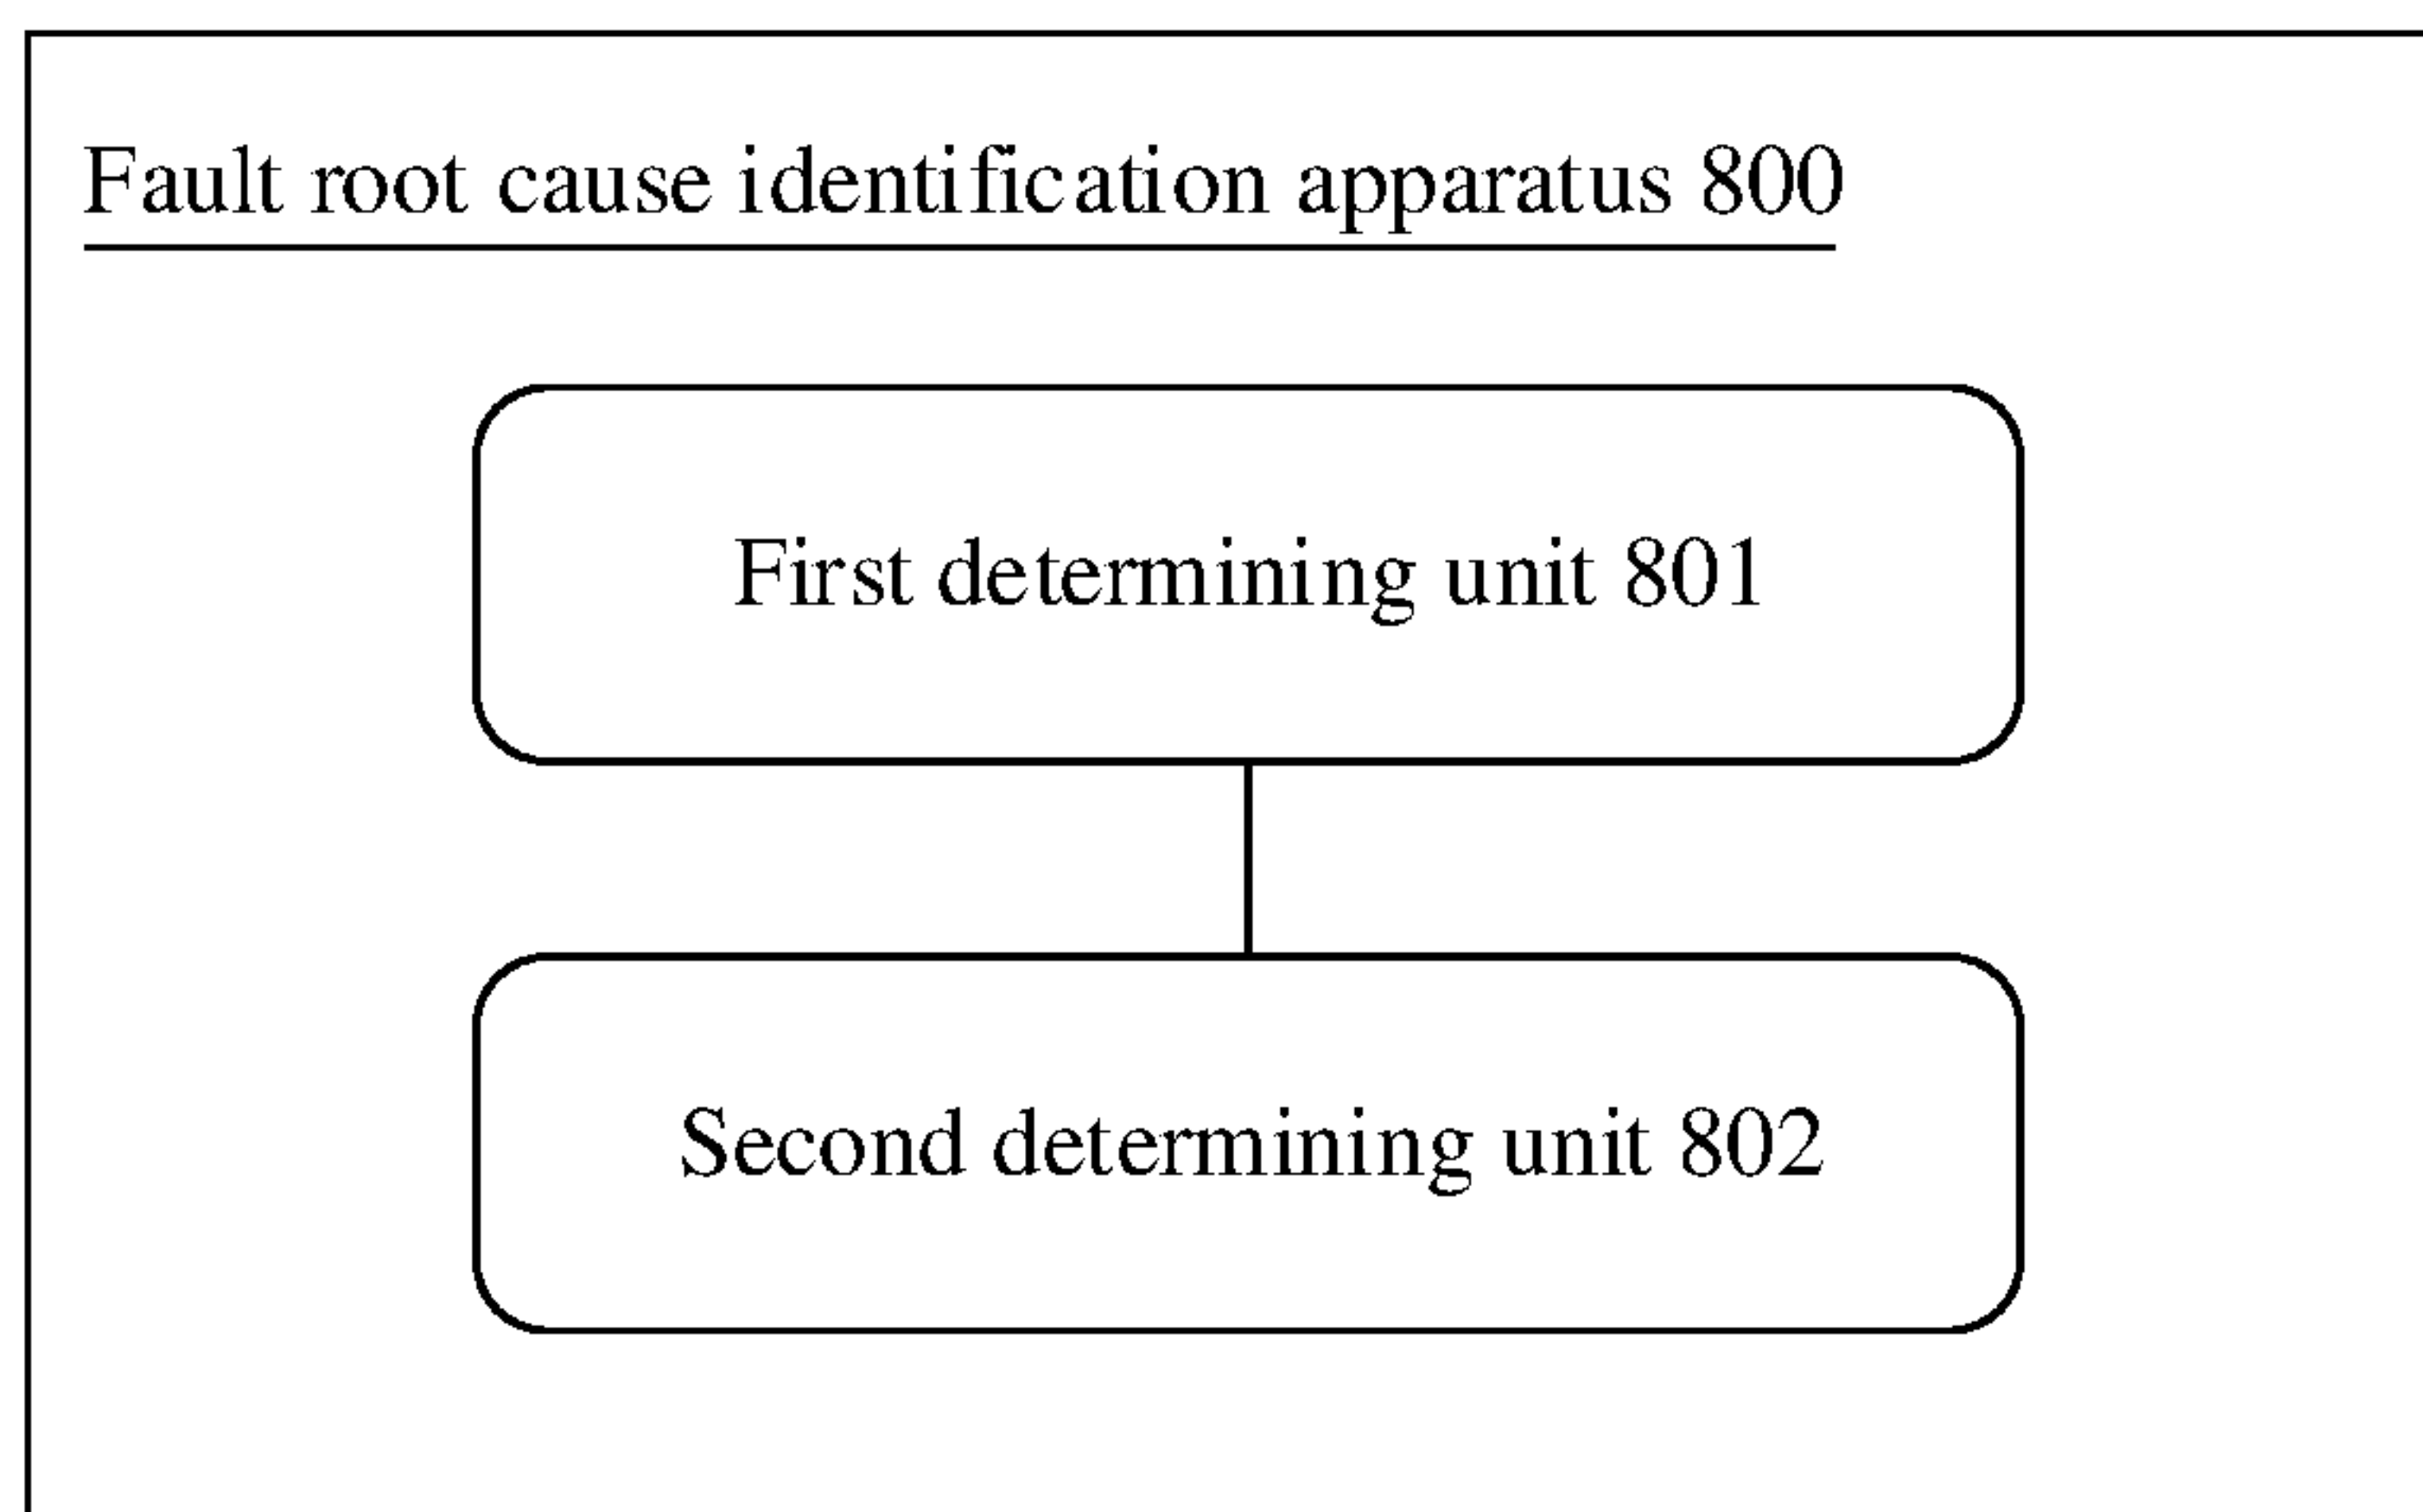 Fault root cause identification apparatus 800
First determining unit 801
Second determining unit 802